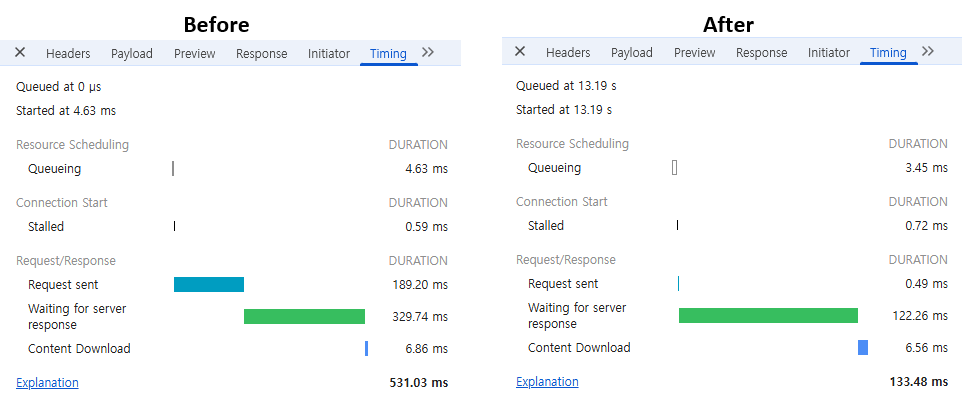 Before
Headers Payload Preview Response Initiator Timing
Queued at 0 μs
Started at 4.63 ms
Resource Scheduling DURATION
Queueing 4.63 ms
Connection Start DURATION
Stalled 0.59 ms
Request/Response DURATION
Request sent 189.20 ms
Waiting for server
response 329.74 ms
Content Download 6.86 ms
Explanation 531.03 ms
After
Headers Payload Preview Response Initiator Timing
Queued at 13.19 s
Started at 13.19 s
Resource Scheduling DURATION
Queueing 3.45 ms
Connection Start DURATION
Stalled 0.72 ms
Request/Response DURATION
Request sent 0.49 ms
Waiting for server
response 122.26 ms
Content Download 6.56 ms
Explanation 133.48 ms